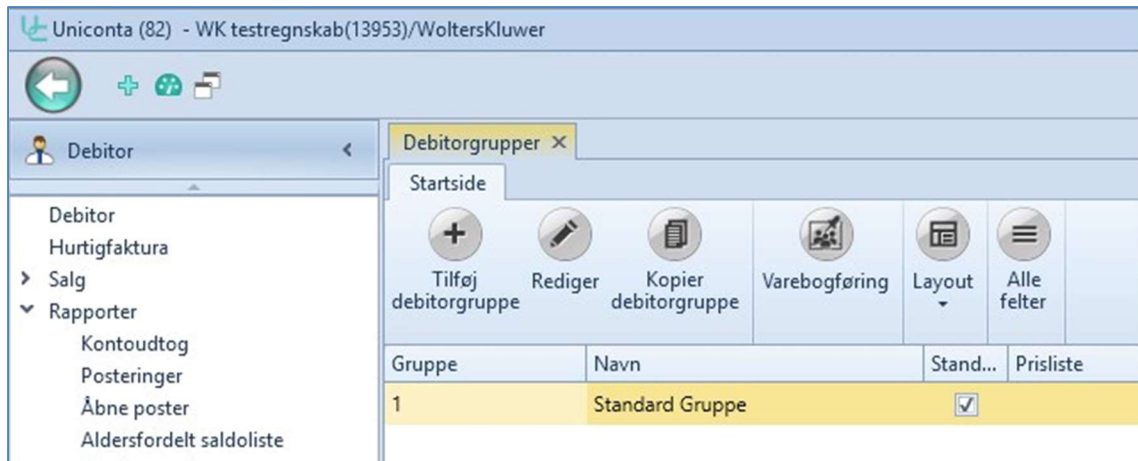 Uniconta (82) - WK testregnskab(13953)/WoltersKluwer
Debitor
Debitor
Hurtigfaktura
Salg
Rapporter
Kontoudtog
Posteringer
Åbne poster
Aldersfordelt saldoliste
Debitorgrupper
Startside
Tilføj debitorgruppe
Rediger
Kopier debitorgruppe
Varebogføring
Layout
Alle felter
Gruppe Navn Stand... Prisliste
1 Standard Gruppe